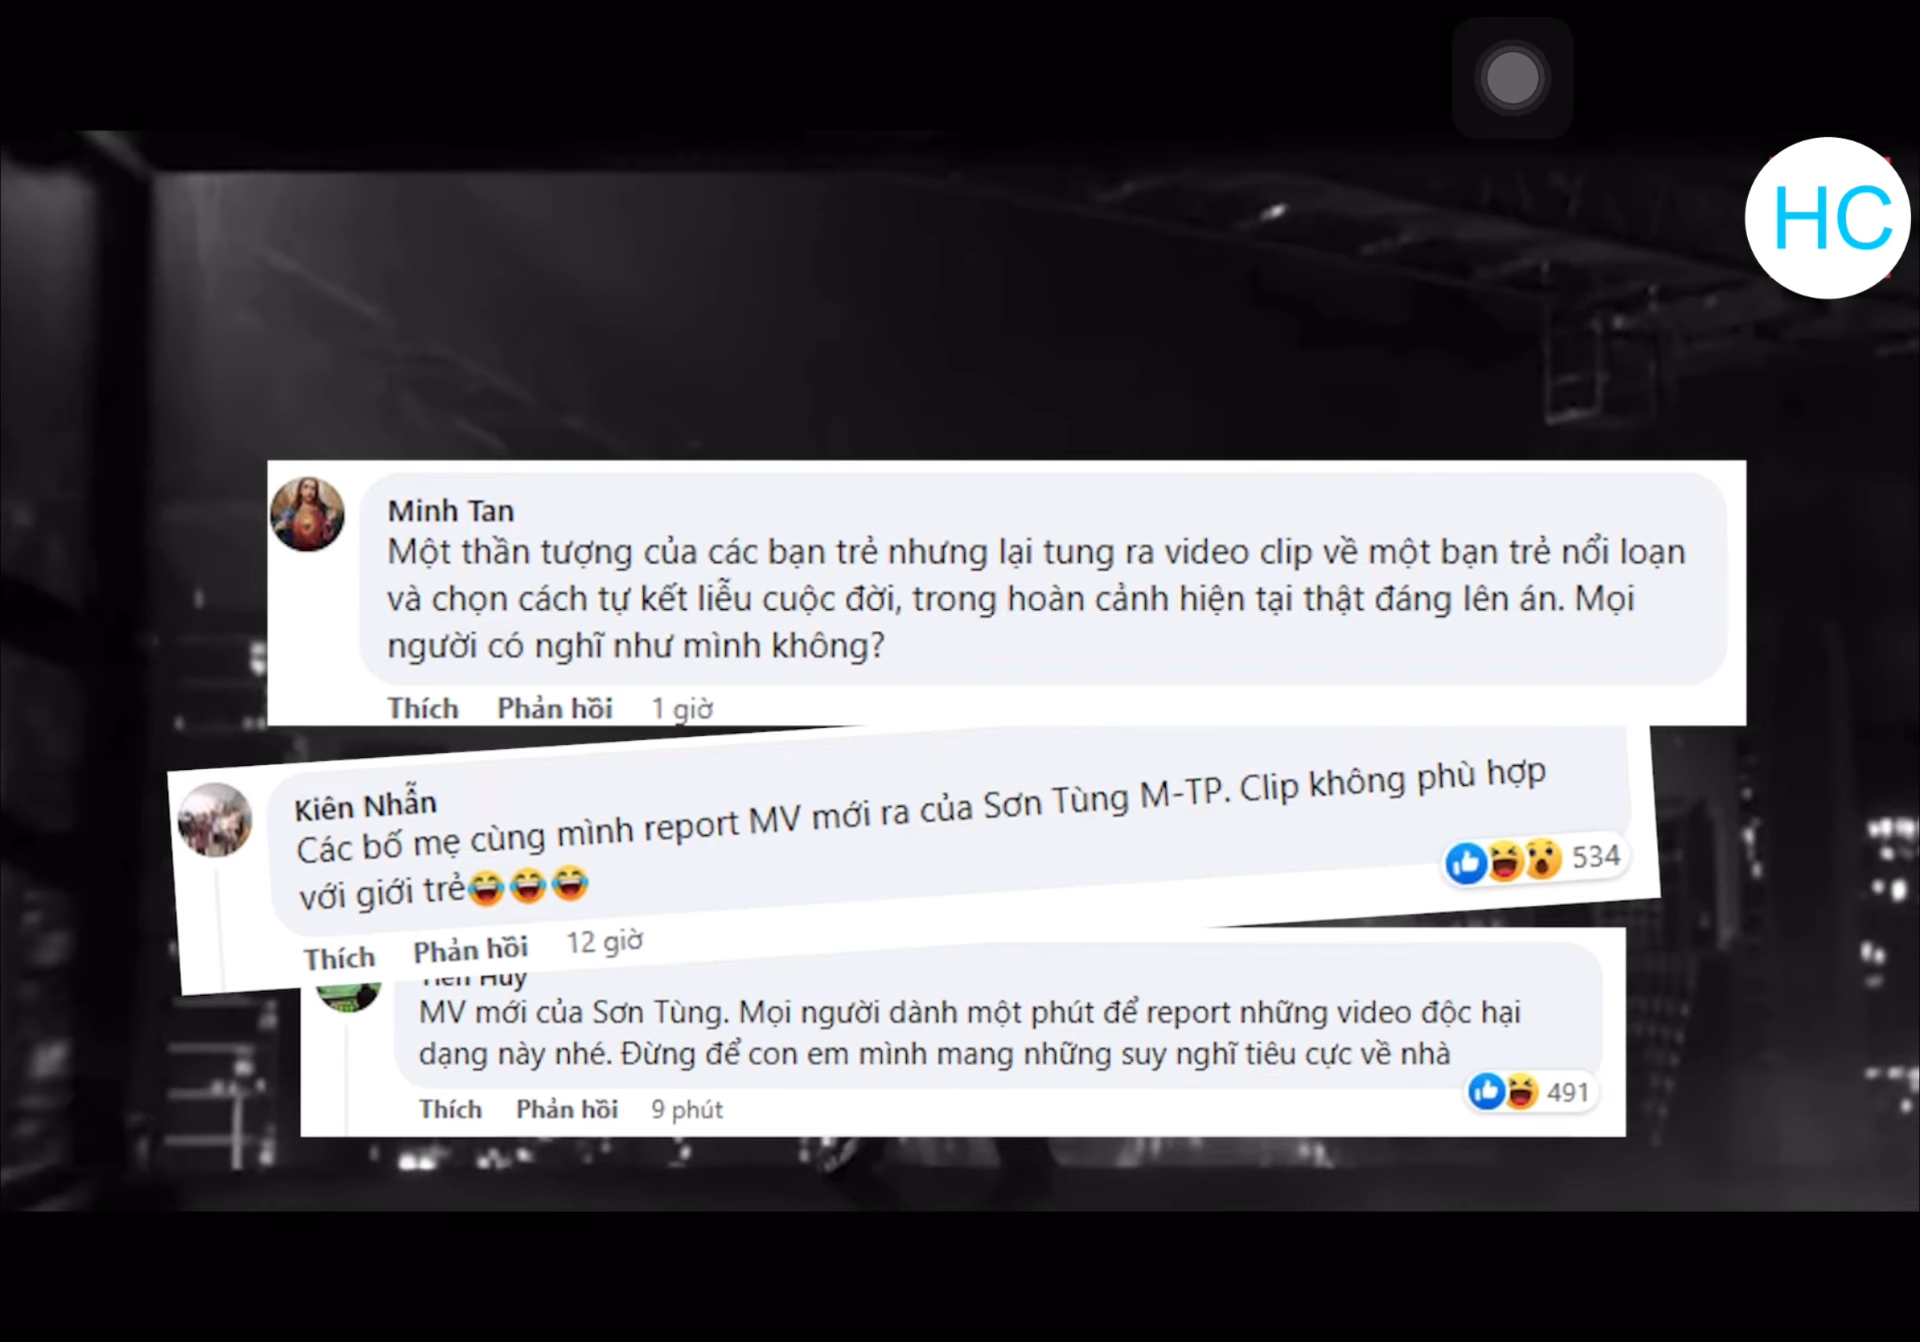 HC
Minh Tan
Một thần tượng của các bạn trẻ nhưng lại tung ra video clip về một bạn trẻ nổi loạn
và chọn cách tự kết liễu cuộc đời, trong hoàn cảnh hiện tại thật đáng lên án. Mọi
người có nghĩ như mình không?
Thích Phản hồi 1 giờ
Kiên Nhẫn
Các bố mẹ cùng mình report MV mới ra của Sơn Tùng M-TP. Clip không phù hợp
với giới trẻ😂😂😂
534
Thích Phản hồi 12 giờ
Huy
MV mới của Sơn Tùng. Mọi người dành một phút để report những video độc hại
dạng này nhé. Đừng để con em mình mang những suy nghĩ tiêu cực về nhà
491
Thích Phản hồi 9 phút